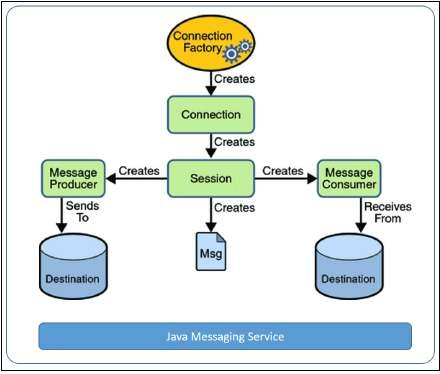 Connection
Factory
Creates
Connection
Creates
Message
Producer
Creates
Session
Creates
Message
Consumer
Sends
To
Creates
Receives
From
Msg
Destination
Destination
Java Messaging Service